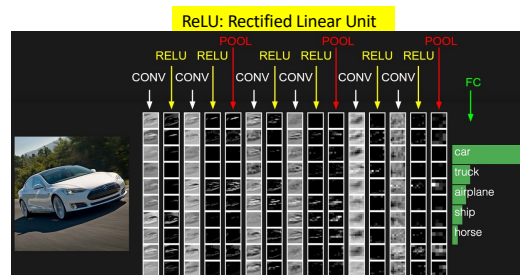 ReLU: Rectified Linear Unit
POOL POOL POOL
RELU RELU RELU RELU RELU RELU
CONV CONV CONV CONV CONV CONV
FC
car
truck
airplane
ship
horse